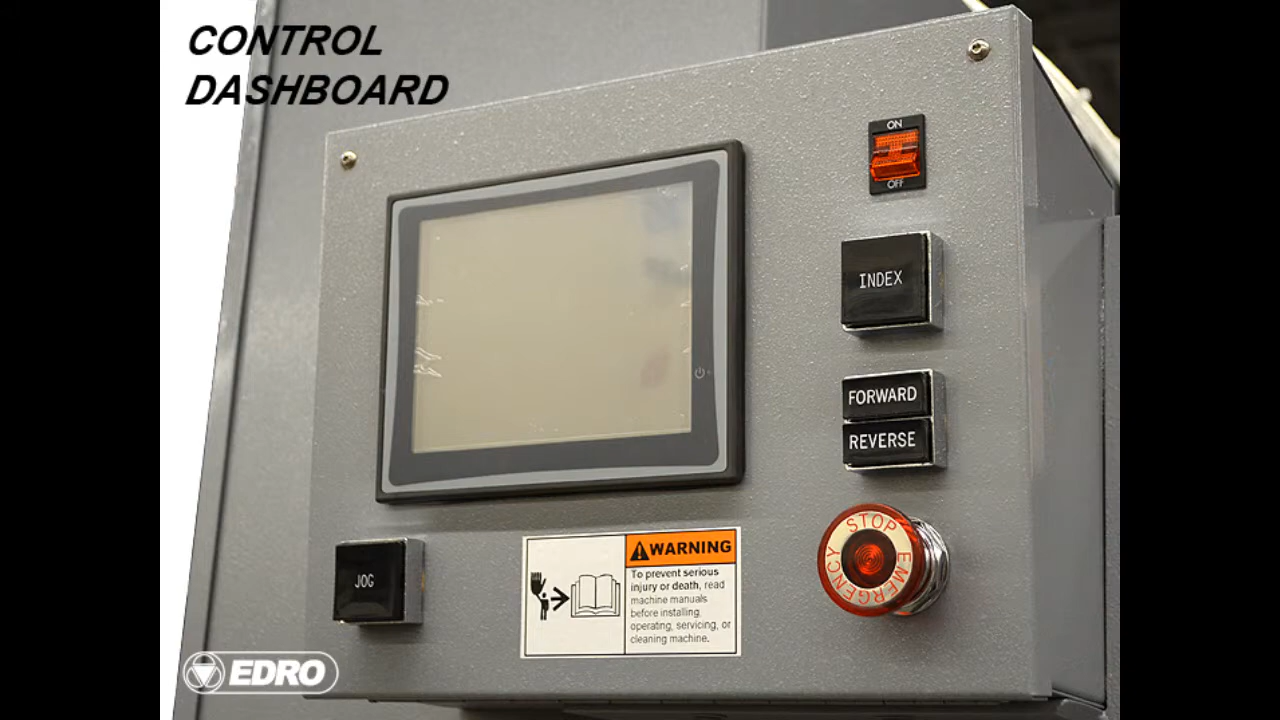 CONTROL
DASHBOARD
ON
OFF
INDEX
FORWARD
REVERSE
STOP
EMERGENCY
JOG
WARNING
To prevent serious
injury or death, read
machine manuals
before installing,
operating, servicing, or
cleaning machine.
EDRO